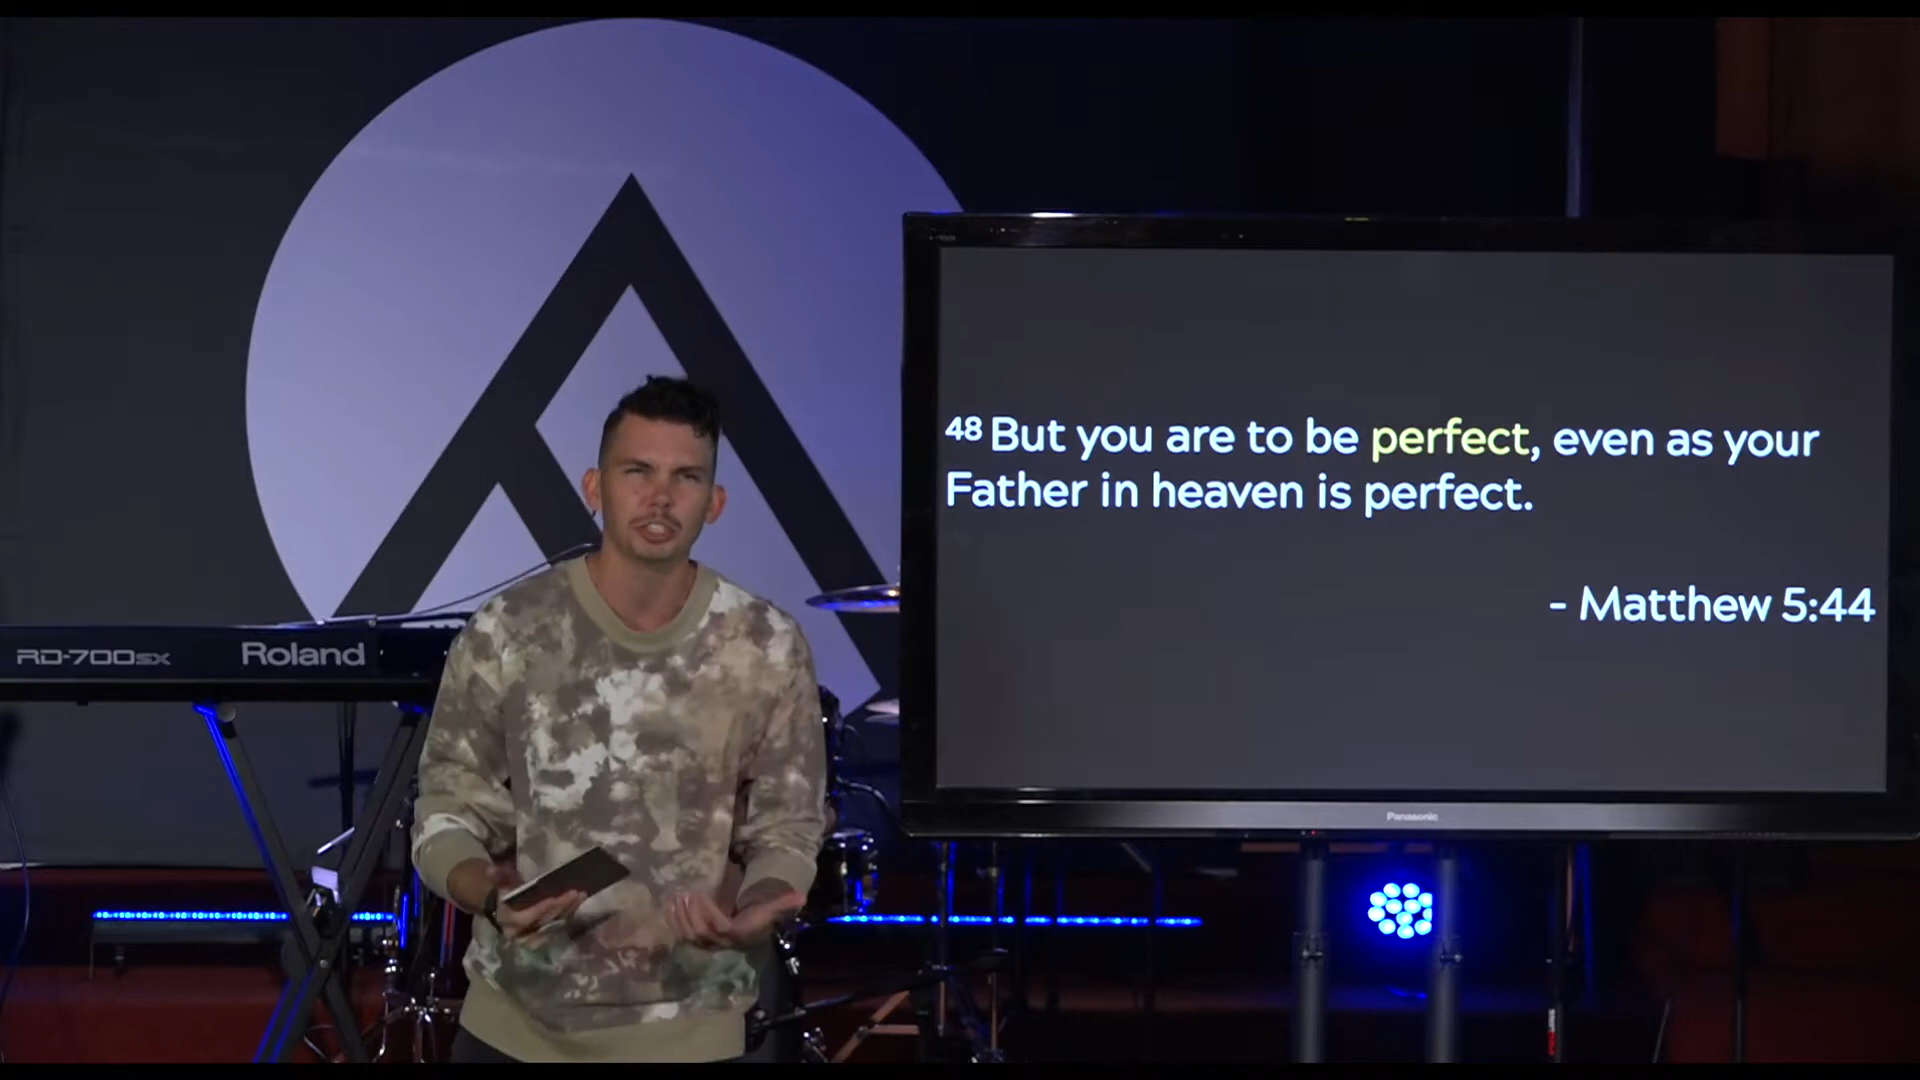 48 But you are to be perfect, even as your
Father in heaven is perfect.
- Matthew 5:44
RD-700SX Roland
Panasonic